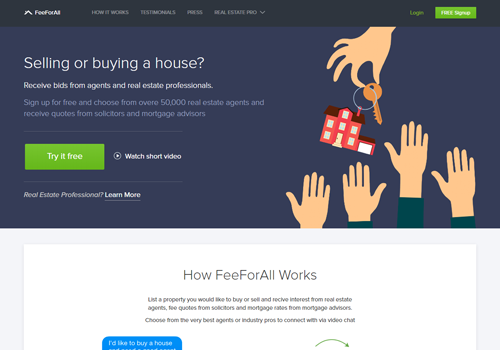 FeeForAll
HOW IT WORKS
TESTIMONIALS
PRESS
REAL ESTATE PRO
Login
FREE Signup
Selling or buying a house?
Receive bids from agents and real estate professionals.
Sign up for free and choose from overe 50,000 real estate agents and
receive quotes from solicitors and mortgage advisors
Try it free
Watch short video
Real Estate Professional? Learn More
How FeeForAll Works
List a property you would like to buy or sell and recive interest from real estate
agents, fee quotes from solicitors and mortgage rates from mortgage advisors.
Choose from the very best agents or industry pros to connect with via video chat
I'd like to buy a house